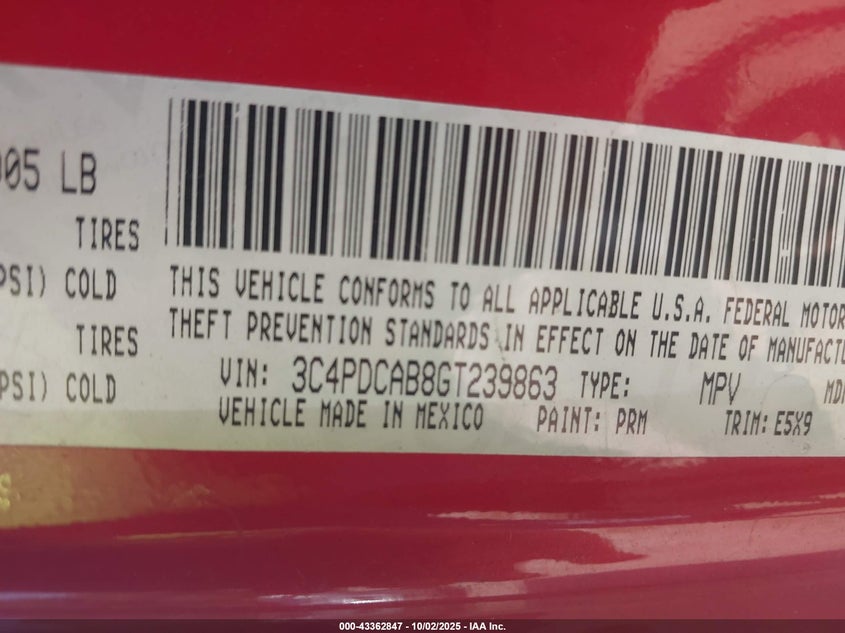 005 LB
TIRES
PSI) COLD
TIRES
PSI) COLD
THIS VEHICLE CONFORMS TO ALL APPLICABLE U.S.A. FEDERAL MOTOR
THEFT PREVENTION STANDARDS IN EFFECT ON THE DATE OF MANUFACTU
VIN: 3C4PDCAB8GT239863 TYPE: MPV
VEHICLE MADE IN MEXICO PAINT: PRM TRIM: E5X9
000-43362847 - 10/02/2025 - IAA Inc.